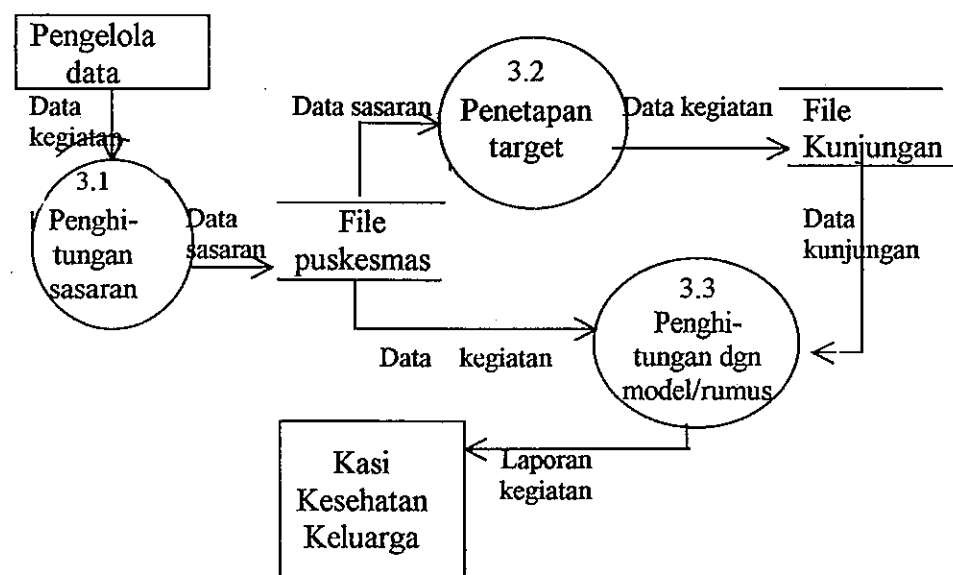 Pengelola
data
Data
kegiatan
3.1
Penghi-
tungan
sasaran
Data
sasaran
File
puskesmas
Data sasaran
3.2
Penetapan
target
Data kegiatan
File
Kunjungan
Data
kunjungan
3.3
Penghi-
tungan dgn
model/rumus
Data kegiatan
Laporan
kegiatan
Kasi
Kesehatan
Keluarga